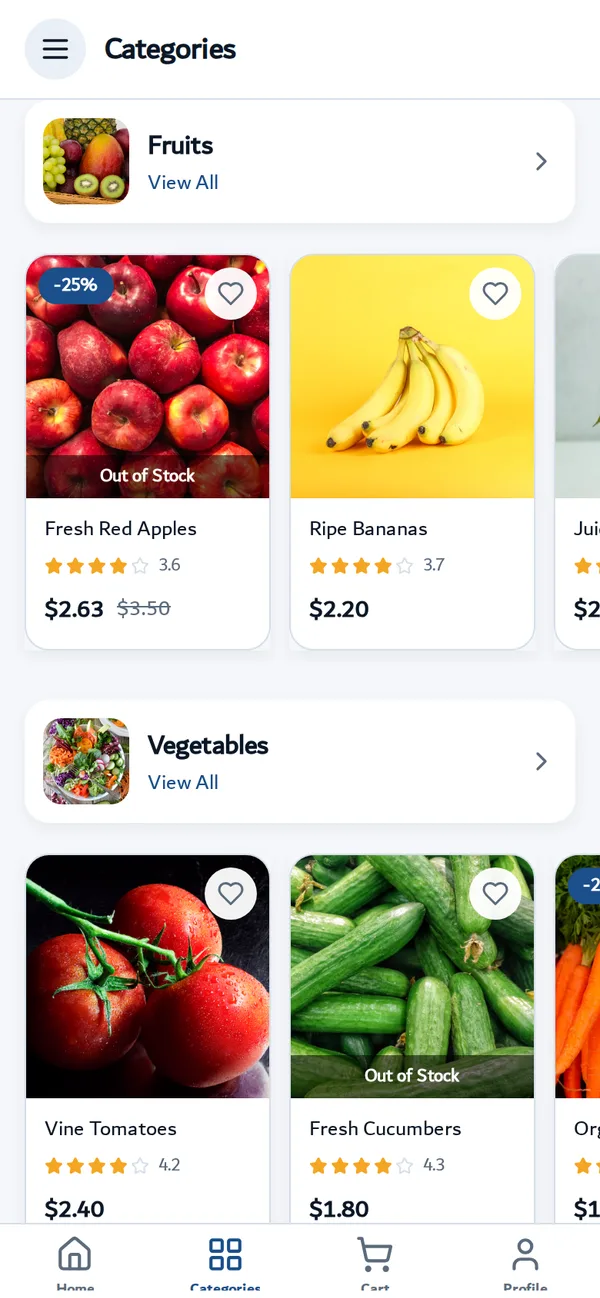 Categories
Fruits
View All
-25%
Out of Stock
Fresh Red Apples
3.6
$2.63 $3.50
Ripe Bananas
3.7
$2.20
Vegetables
View All
Vine Tomatoes
4.2
$2.40
Out of Stock
Fresh Cucumbers
4.3
$1.80
Home
Categories
Cart
Profile